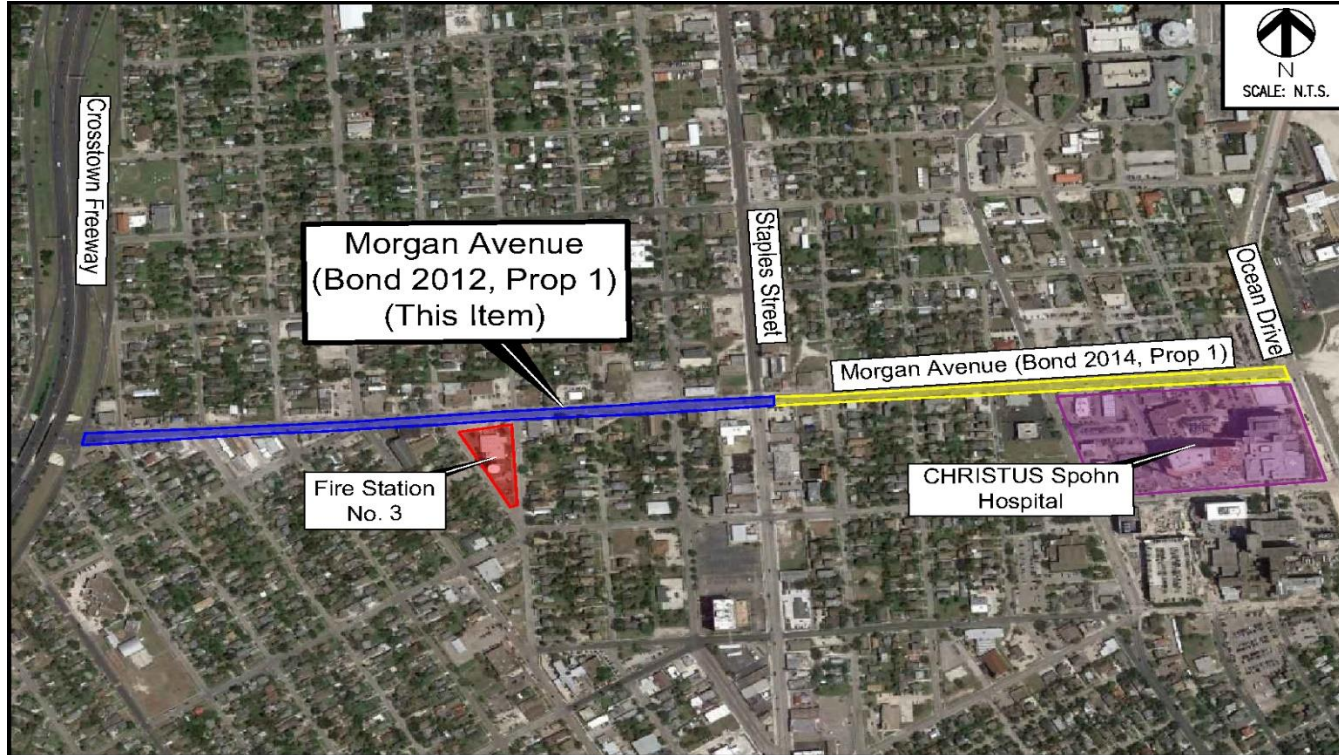 N
SCALE: N.T.S.
Crosstown Freeway
Morgan Avenue
(Bond 2012, Prop 1)
(This Item)
Staples Street
Ocean Drive
Morgan Avenue (Bond 2014, Prop 1)
Fire Station
No. 3
CHRISTUS Spohn
Hospital